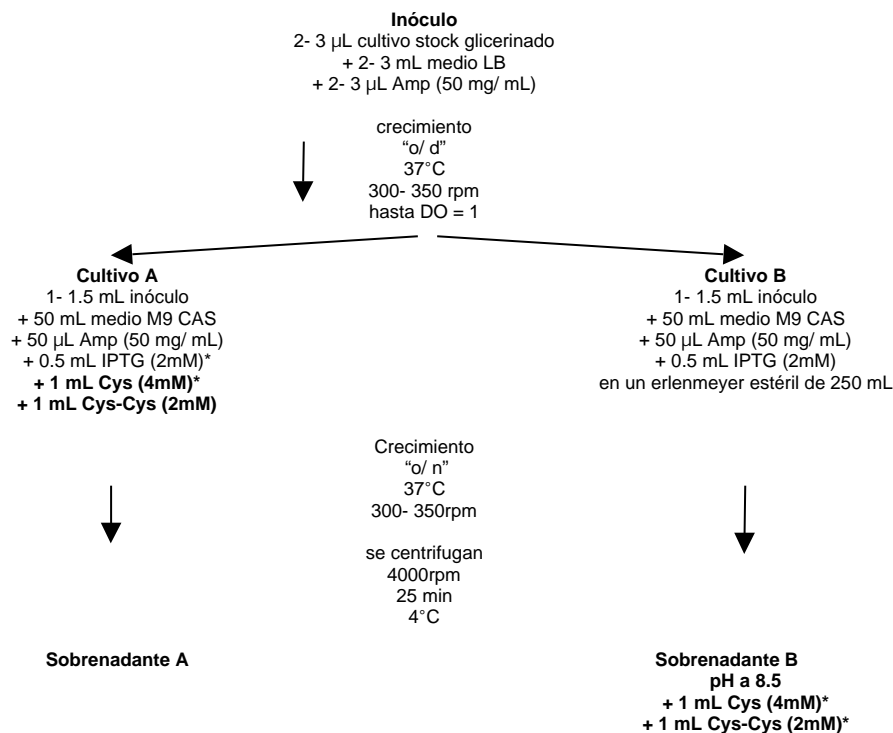 Inóculo
2- 3 µL cultivo stock glicerinado
+ 2- 3 mL medio LB
+ 2- 3 µL Amp (50 mg/ mL)
crecimiento
“o/ d”
37°C
300- 350 rpm
hasta DO = 1
Cultivo A
1- 1.5 mL inóculo
+ 50 mL medio M9 CAS
+ 50 µL Amp (50 mg/ mL)
+ 0.5 mL IPTG (2mM)*
+ 1 mL Cys (4mM)*
+ 1 mL Cys-Cys (2mM)
Cultivo B
1- 1.5 mL inóculo
+ 50 mL medio M9 CAS
+ 50 µL Amp (50 mg/ mL)
+ 0.5 mL IPTG (2mM)
en un erlenmeyer estéril de 250 mL
Crecimiento
“o/ n”
37°C
300- 350rpm
se centrifugan
4000rpm
25 min
4°C
Sobrenadante A
Sobrenadante B
pH a 8.5
+ 1 mL Cys (4mM)*
+ 1 mL Cys-Cys (2mM)*